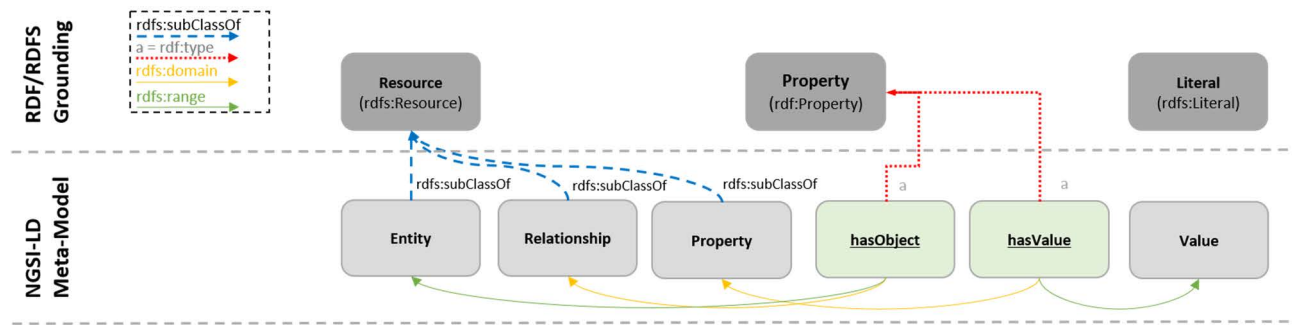 rdfs:subClassOf
a = rdf:type
rdfs:domain
rdfs:range
RDF/RDFS
Grounding
Resource
(rdfs:Resource)
Property
(rdf:Property)
Literal
(rdfs:Literal)
NGSI-LD
Meta-Model
rdfs:subClassOf
rdfs:subClassOf
rdfs:subClassOf
a
a
Entity
Relationship
Property
hasObject
hasValue
Value